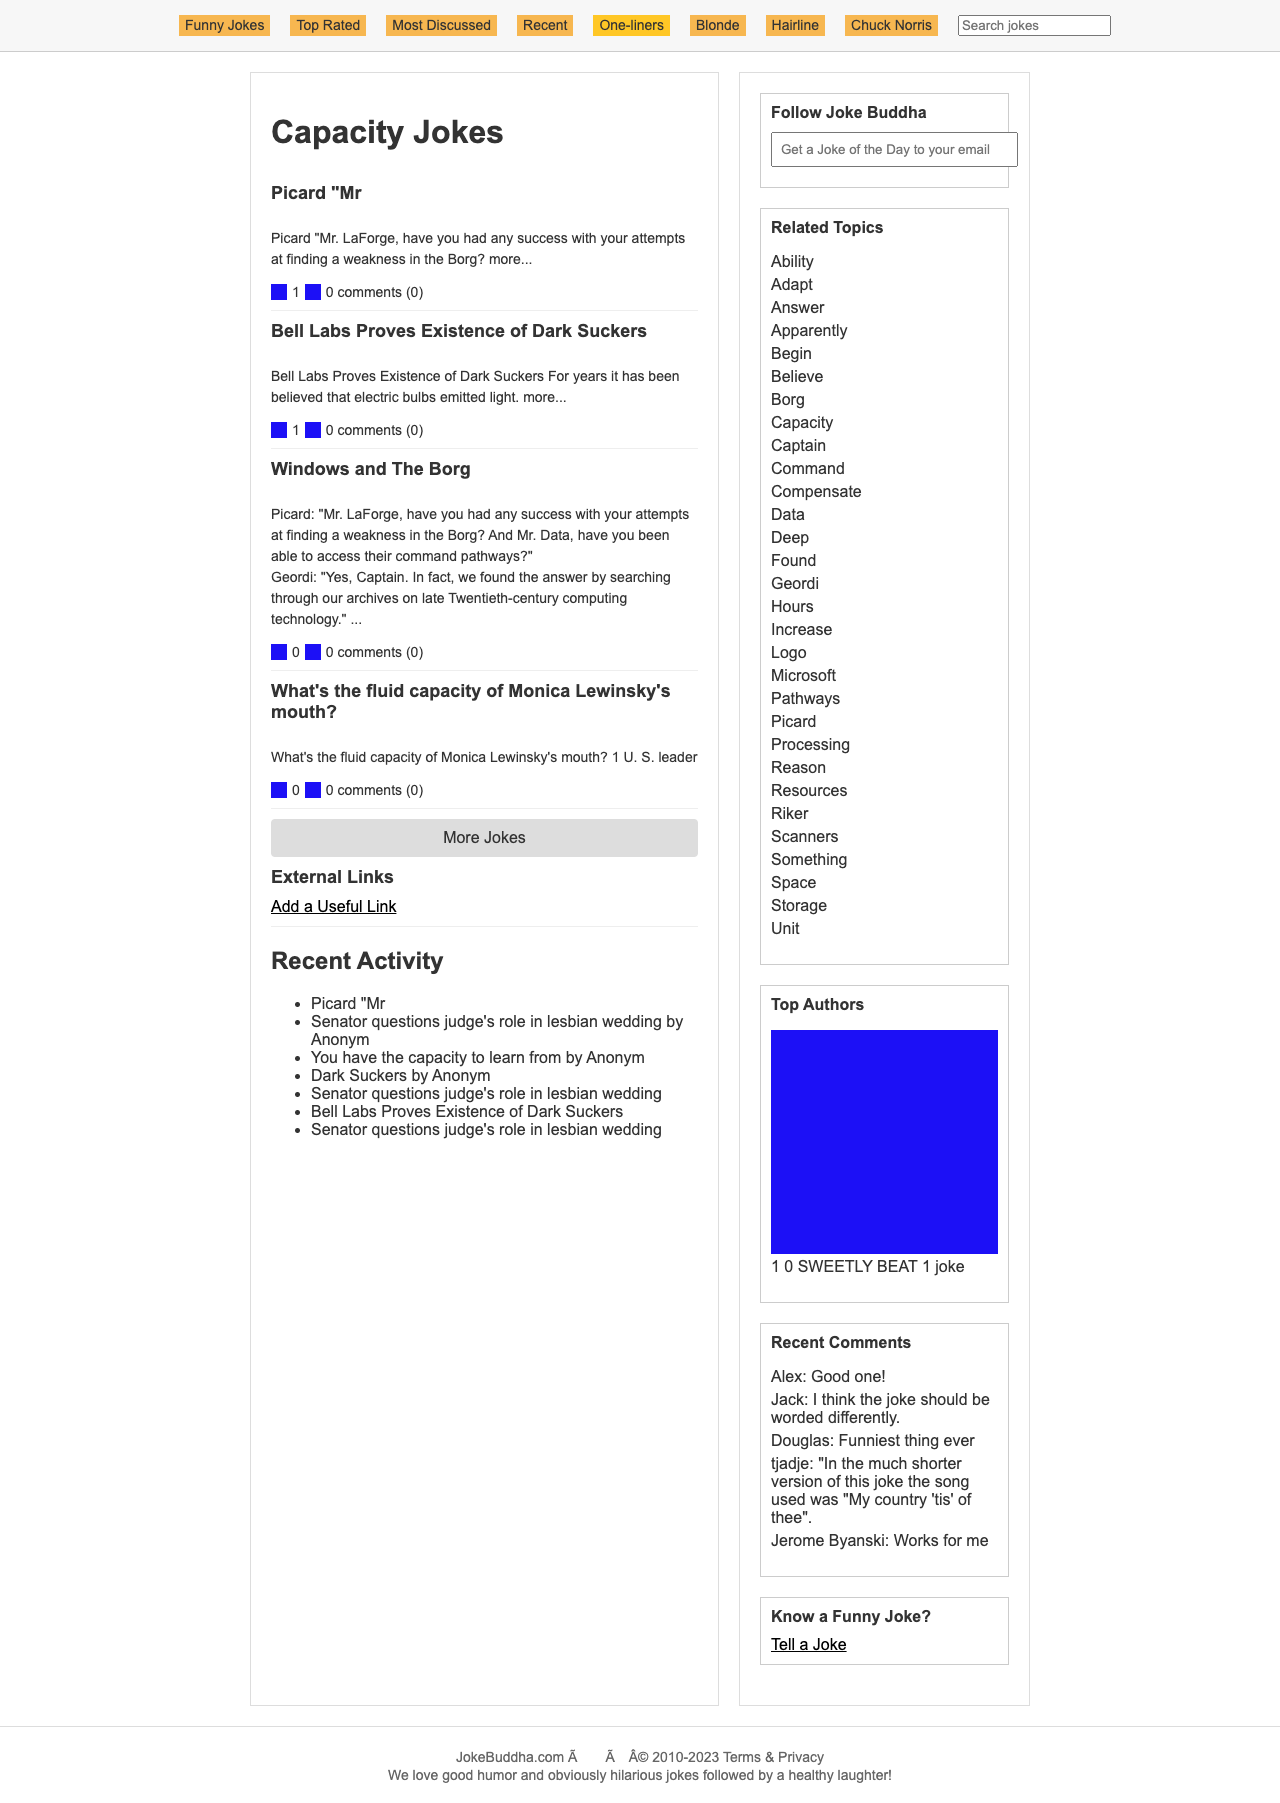 Funny Jokes Top Rated Most Discussed Recent One-liners Blonde Hairline Chuck Norris Search jokes
Capacity Jokes
Picard "Mr
Picard "Mr. LaForge, have you had any success with your attempts
at finding a weakness in the Borg? more...
1 0 comments (0)
Bell Labs Proves Existence of Dark Suckers
Bell Labs Proves Existence of Dark Suckers For years it has been
believed that electric bulbs emitted light. more...
1 0 comments (0)
Windows and The Borg
Picard: "Mr. LaForge, have you had any success with your attempts
at finding a weakness in the Borg? And Mr. Data, have you been
able to access their command pathways?"
Geordi: "Yes, Captain. In fact, we found the answer by searching
through our archives on late Twentieth-century computing
technology." ...
0 0 comments (0)
What's the fluid capacity of Monica Lewinsky's
mouth?
What's the fluid capacity of Monica Lewinsky's mouth? 1 U. S. leader
0 0 comments (0)
More Jokes
External Links
Add a Useful Link
Recent Activity
Picard "Mr
Senator questions judge's role in lesbian wedding by
Anonym
You have the capacity to learn from by Anonym
Dark Suckers by Anonym
Senator questions judge's role in lesbian wedding
Bell Labs Proves Existence of Dark Suckers
Senator questions judge's role in lesbian wedding
Follow Joke Buddha
Get a Joke of the Day to your email
Related Topics
Ability
Adapt
Answer
Apparently
Begin
Believe
Borg
Capacity
Captain
Command
Compensate
Data
Deep
Found
Geordi
Hours
Increase
Logo
Microsoft
Pathways
Picard
Processing
Reason
Resources
Riker
Scanners
Something
Space
Storage
Unit
Top Authors
1 0 SWEETLY BEAT 1 joke
Recent Comments
Alex: Good one!
Jack: I think the joke should be
worded differently.
Douglas: Funniest thing ever
tjadje: "In the much shorter
version of this joke the song
used was "My country 'tis' of
thee".
Jerome Byanski: Works for me
Know a Funny Joke?
Tell a Joke
JokeBuddha.com Ã Ã Â© 2010-2023 Terms & Privacy
We love good humor and obviously hilarious jokes followed by a healthy laughter!